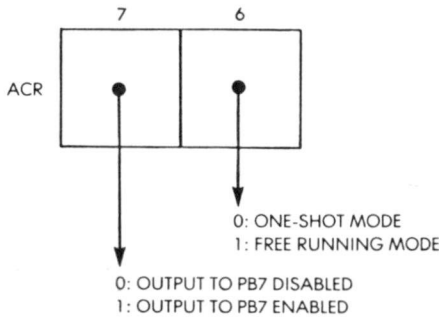 7 6
ACR
0: ONE-SHOT MODE
1: FREE RUNNING MODE
0: OUTPUT TO PB7 DISABLED
1: OUTPUT TO PB7 ENABLED